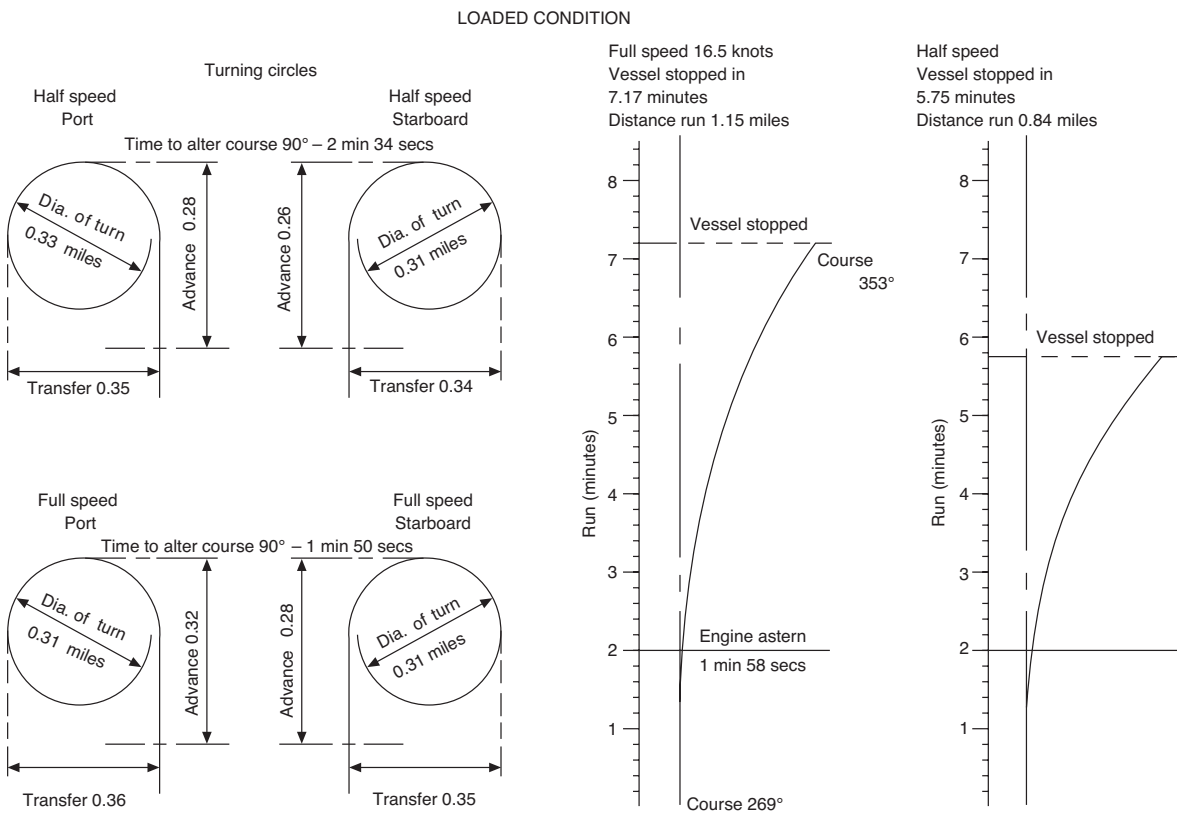 LOADED CONDITION
Turning circles
Half speed
Port
Half speed
Starboard
Time to alter course 90° – 2 min 34 secs
Dia. of turn
0.33 miles
Advance 0.28
Advance 0.26
Dia. of turn
0.31 miles
Transfer 0.35
Transfer 0.34
Full speed
Port
Full speed
Starboard
Time to alter course 90° – 1 min 50 secs
Dia. of turn
0.31 miles
Advance 0.32
Advance 0.28
Dia. of turn
0.31 miles
Transfer 0.36
Transfer 0.35
Full speed 16.5 knots
Vessel stopped in
7.17 minutes
Distance run 1.15 miles
8
7
6
5
4
3
2
1
Run (minutes)
Vessel stopped
Course
353°
Engine astern
1 min 58 secs
Course 269°
Half speed
Vessel stopped in
5.75 minutes
Distance run 0.84 miles
8
7
6
5
4
3
2
1
Run (minutes)
Vessel stopped